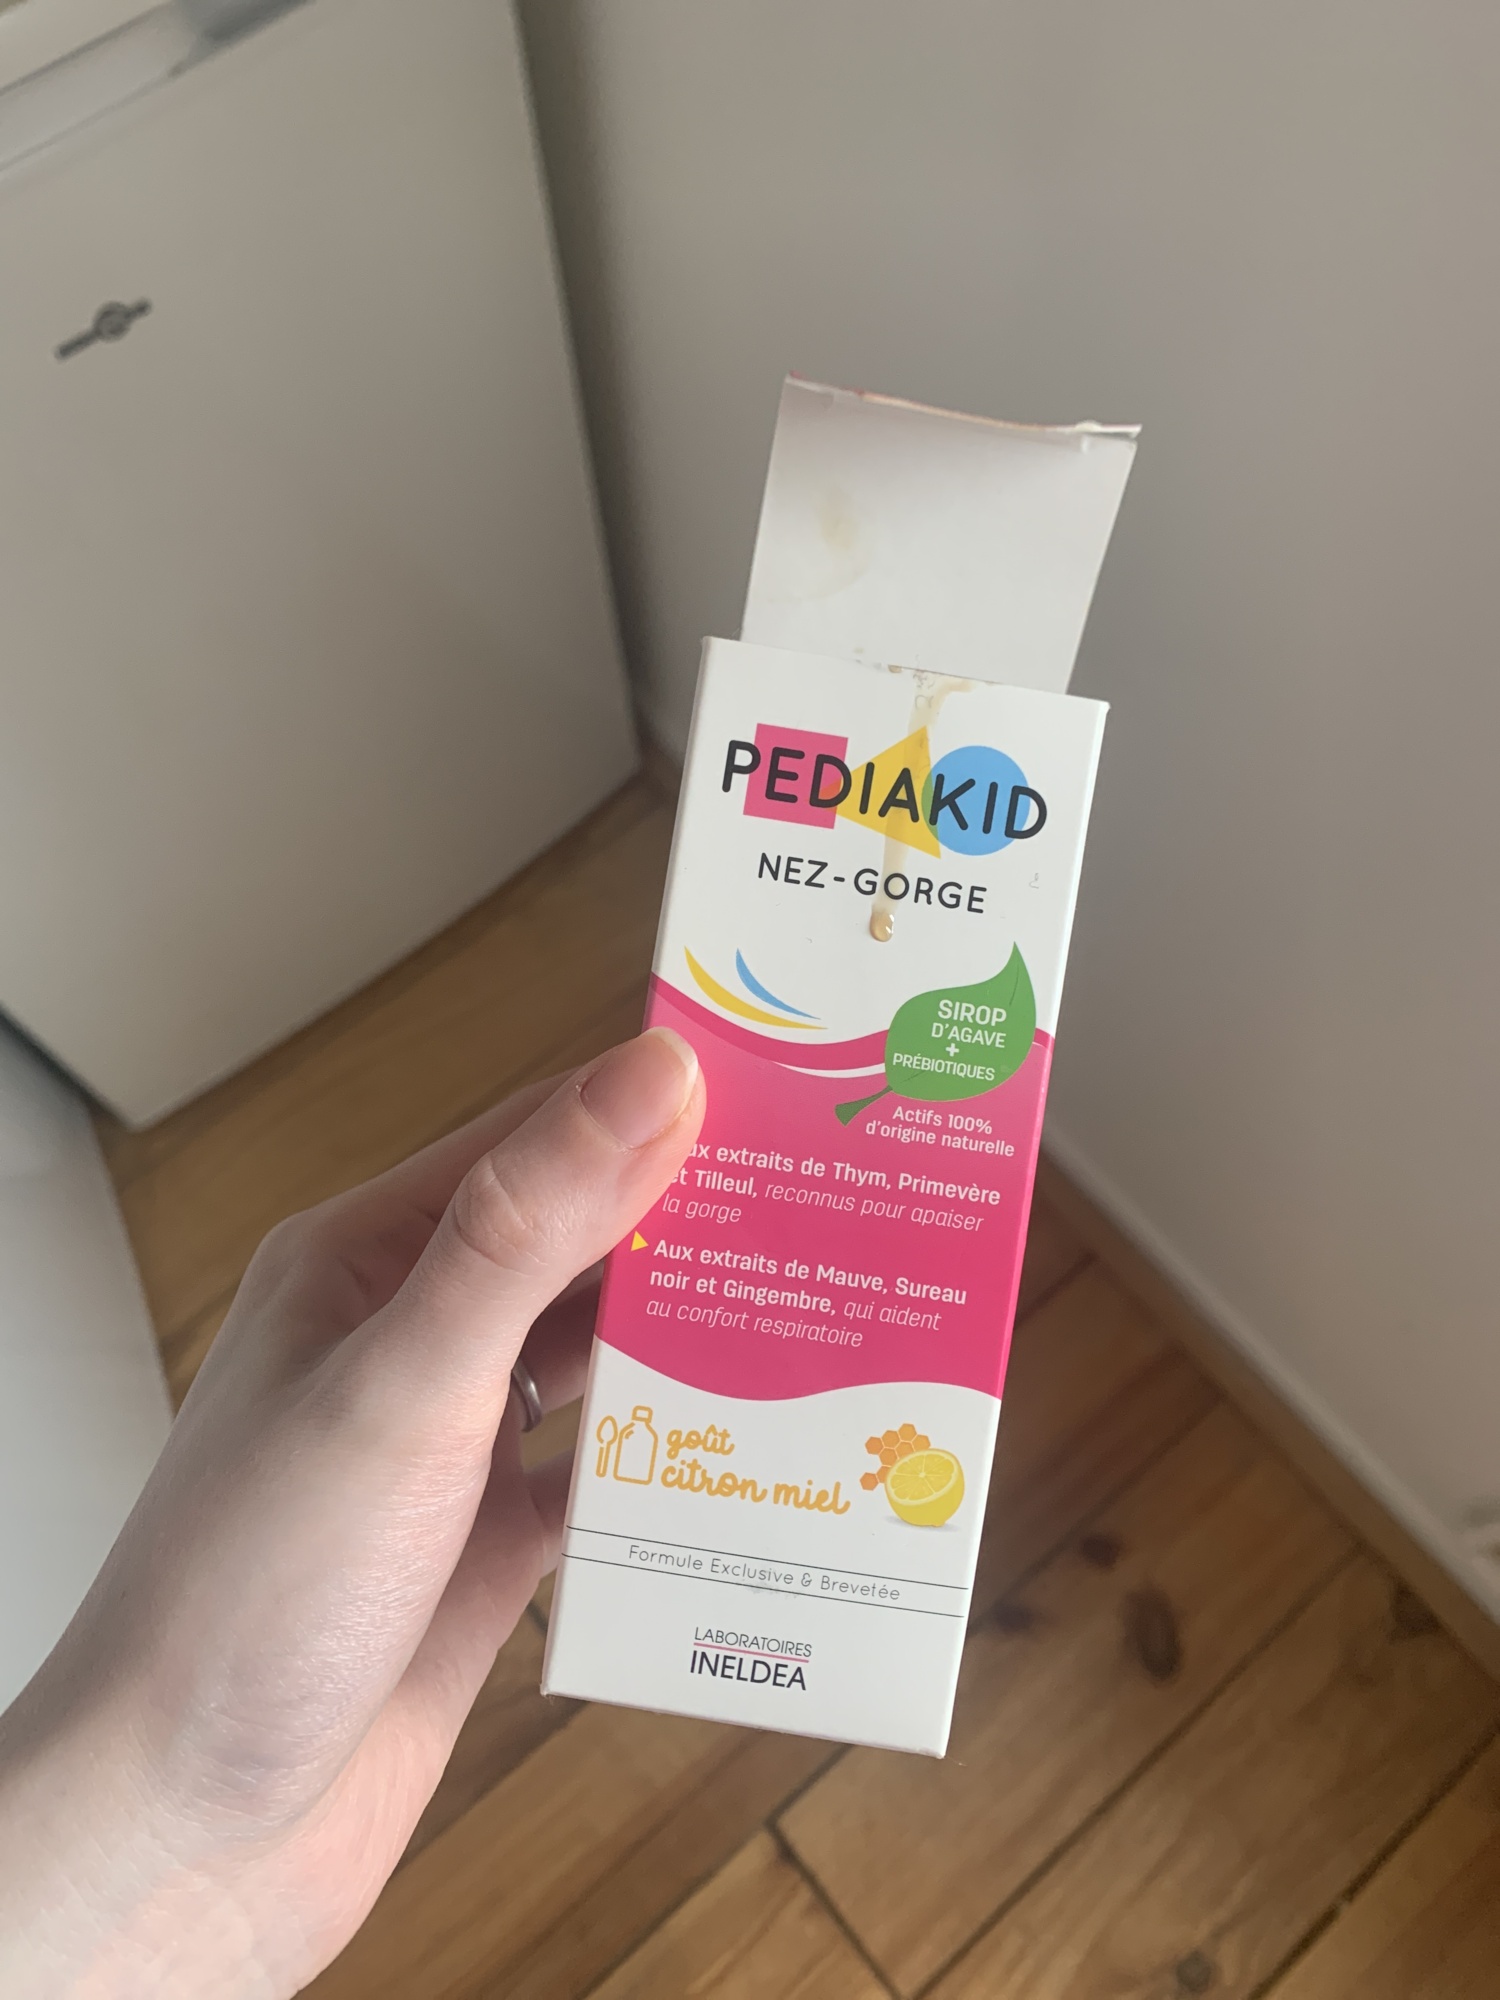 PEDIAKID
NEZ-GORGE
SIROP
D'AGAVE
+
PRÉBIOTIQUES
Actifs 100%
d'origine naturelle
extraits de Thym, Primevère
et Tilleul, reconnus pour apaiser
la gorge
Aux extraits de Mauve, Sureau
noir et Gingembre, qui aident
au confort respiratoire
goût
citron miel
Formule Exclusive & Brevetée
LABORATOIRES
INELDEA